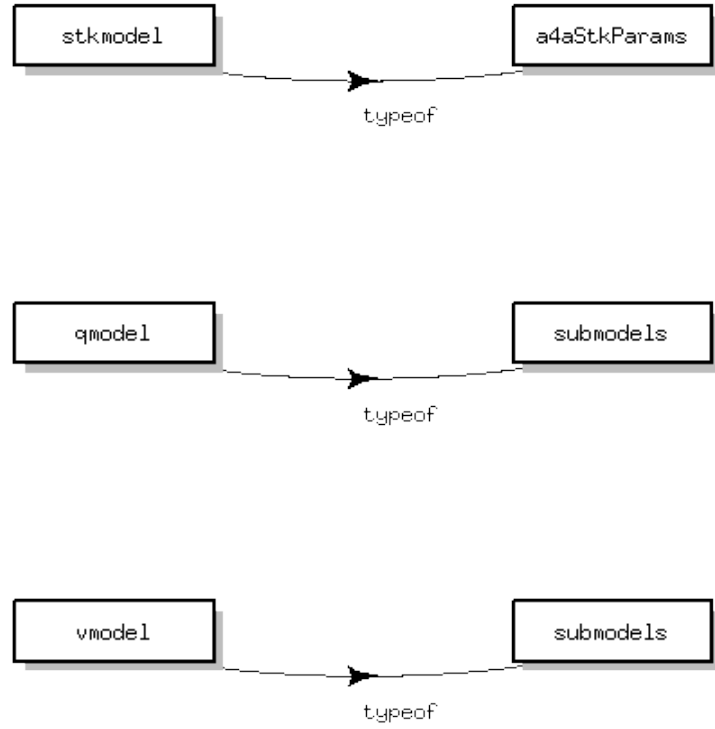 stkmodel a4aStkParams
typeof
qmodel submodels
typeof
vmodel submodels
typeof